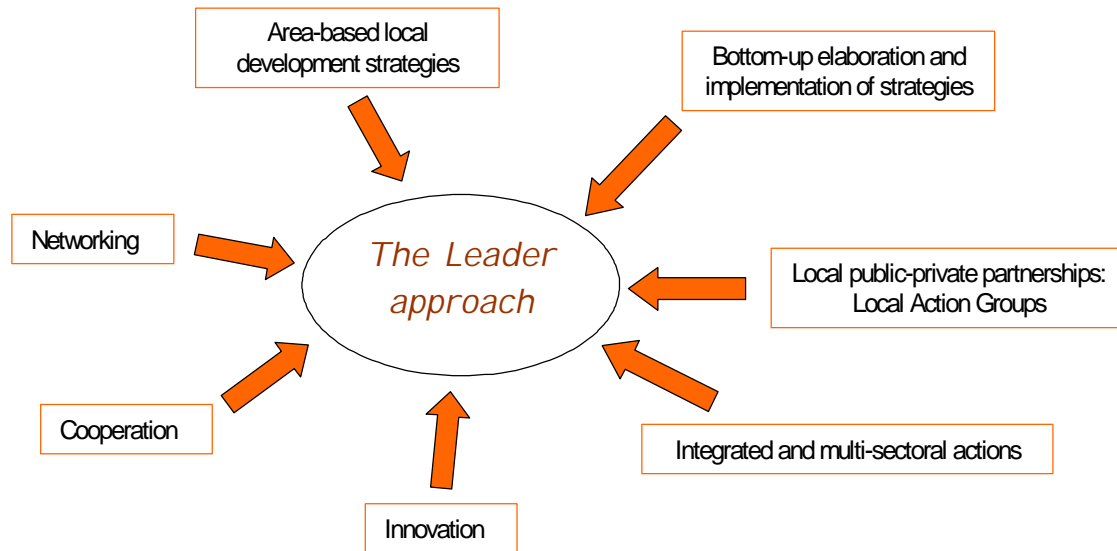 Area-based local
development strategies
Bottom-up elaboration and
implementation of strategies
Networking
The Leader
approach
Local public-private partnerships:
Local Action Groups
Cooperation
Integrated and multi-sectoral actions
Innovation